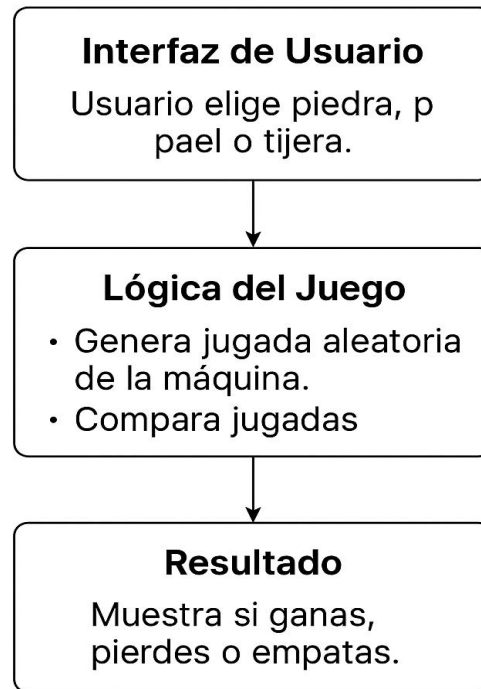 Interfaz de Usuario
Usuario elige piedra, p
pael o tijera.
Lógica del Juego
• Genera jugada aleatoria
de la máquina.
• Compara jugadas
Resultado
Muestra si ganas,
pierdes o empatas.